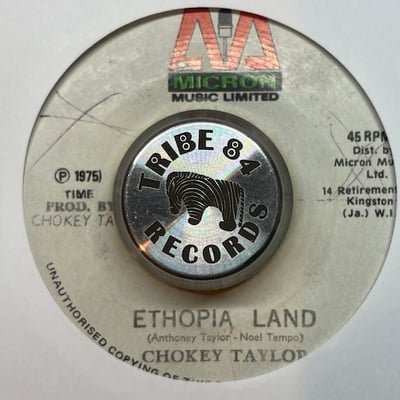 MICRON
MUSIC LIMITED
45 RPM
Dist. by
Micron Mu
Ltd.
14 Retirement
Kingston
(Ja.) W.I.
(P) 1975)
TIME
PROD. BY
CHOKEY TA
TRIBE 84
RECORDS
ETHOPIA LAND
(Anthoney Taylor - Noel Tempo)
CHOKEY TAYLOR
UNAUTHORISED COPYING OF THIS